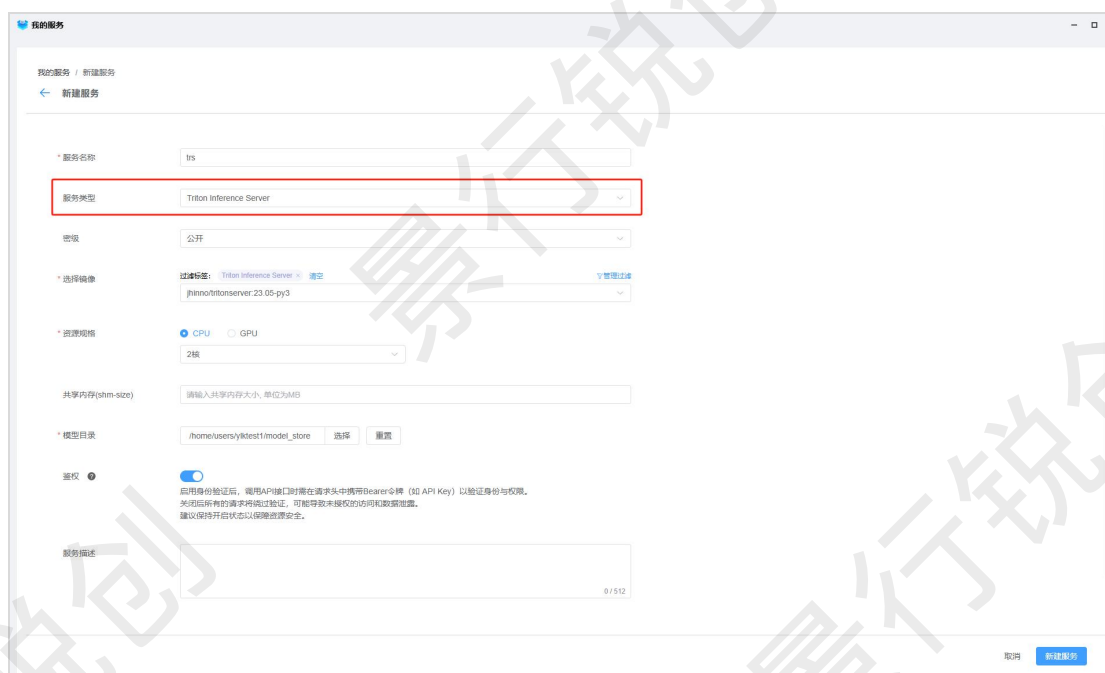 我的服务
我的服务 / 新建服务
← 新建服务
* 服务名称 trs
服务类型 Triton Inference Server
密级 公开
* 选择镜像 过滤标签： Triton Inference Server × 清空 管理过滤
jhinno/tritonserver:23.05-py3
* 资源规格 CPU GPU
2核
共享内存(shm-size) 请输入共享内存大小, 单位为MB
* 模型目录 /home/users/ylktest1/model_store 选择 重置
鉴权 ?
启用身份验证后，调用API接口时需在请求头中携带Bearer令牌（如 API Key）以验证身份与权限。
关闭后所有的请求将绕过验证，可能导致未授权的访问和数据泄露。
建议保持开启状态以保障资源安全。
服务描述
0 / 512
取消 新建服务
景行锐创